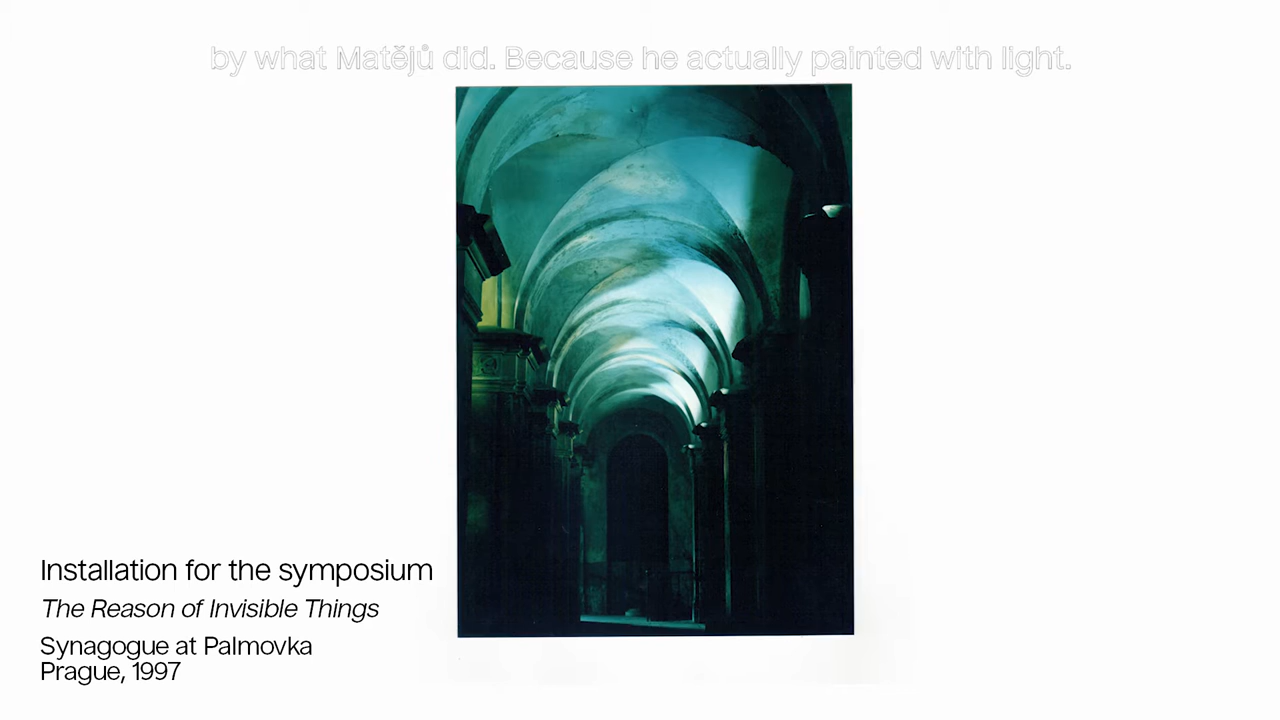 by what Matějů did. Because he actually painted with light.
Installation for the symposium
The Reason of Invisible Things
Synagogue at Palmovka
Prague, 1997